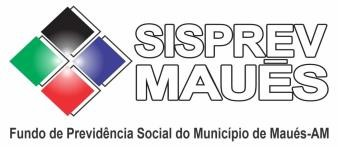 SISPREV
MAUÉS
Fundo de Previdência Social do Município de Maués-AM